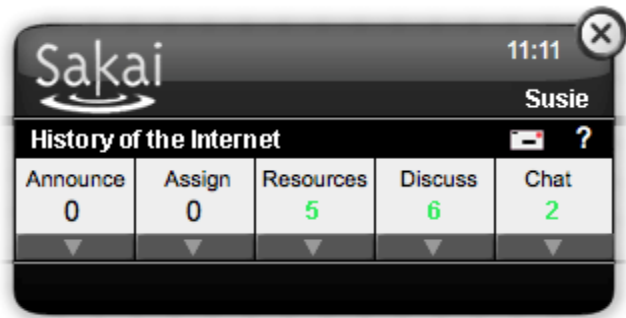 Sakai
11:11
Susie
History of the Internet ?
Announce Assign Resources Discuss Chat
0 0 5 6 2